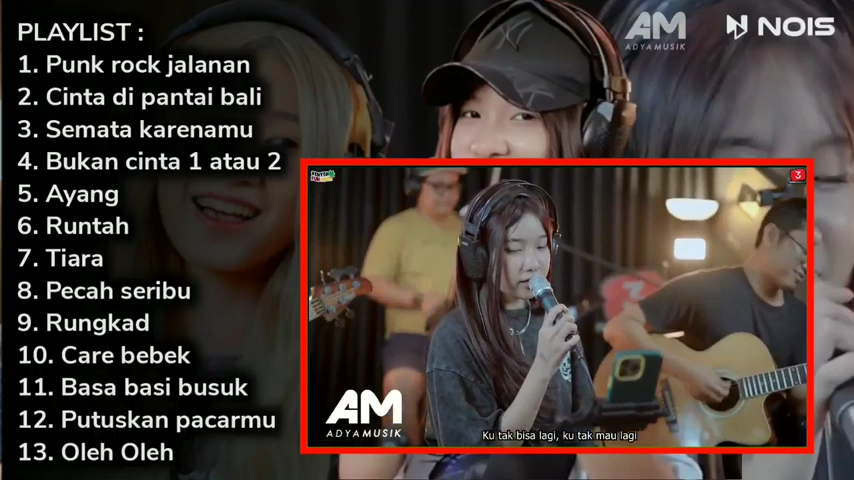 PLAYLIST :
1. Punk rock jalanan
2. Cinta di pantai bali
3. Semata karenamu
4. Bukan cinta 1 atau 2
5. Ayang
6. Runtah
7. Tiara
8. Pecah seribu
9. Rungkad
10. Care bebek
11. Basa basi busuk
12. Putuskan pacarmu
13. Oleh Oleh
AM
ADYAMUSIK
NOIS
3
3
AM
ADYAMUSIK
Ku tak bisa lagi, ku tak mau lagi